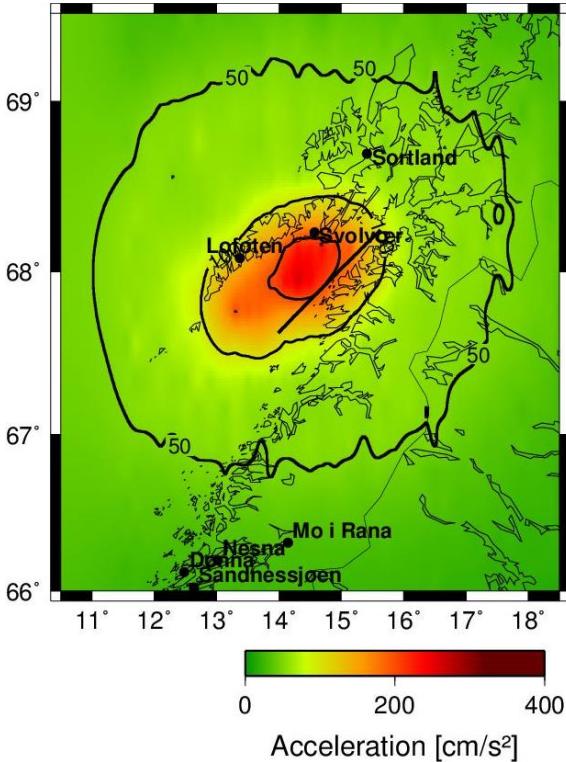 50
50
69°
Sortland
Svolvær
Lofoten
68°
50
67°
50
Mo i Rana
Nesna
Dønna
Sandnessjøen
66°
11° 12° 13° 14° 15° 16° 17° 18°
0 200 400
Acceleration [cm/s²]